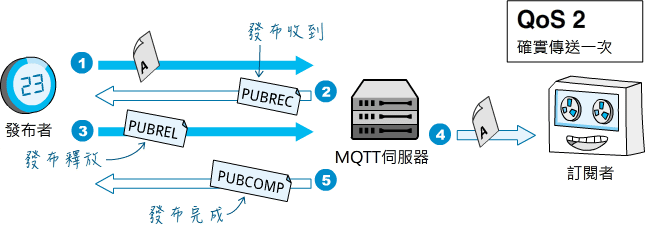 QoS 2
確實傳送一次
發布收到
1
A
23
2
PUBREC
發布者
3
PUBREL
發布釋放
MQTT伺服器
4
A
訂閱者
5
PUBCOMP
發布完成